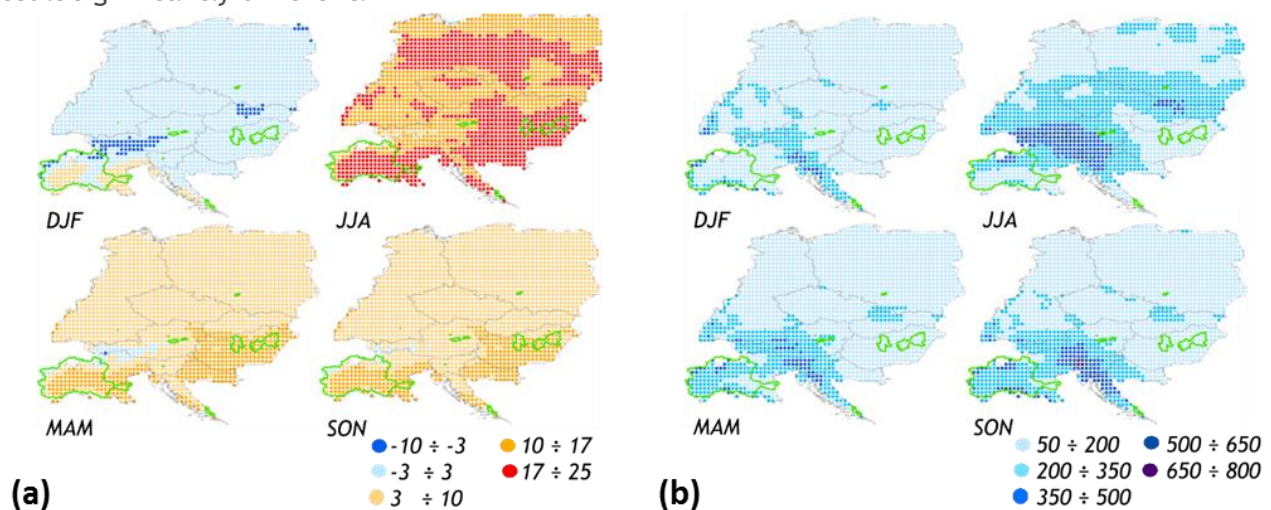 DJF JJA DJF JJA
MAM SON MAM SON
-10 ÷ -3 10 ÷ 17 50 ÷ 200 500 ÷ 650
-3 ÷ 3 17 ÷ 25 200 ÷ 350 650 ÷ 800
(a) 3 ÷ 10 (b) 350 ÷ 500